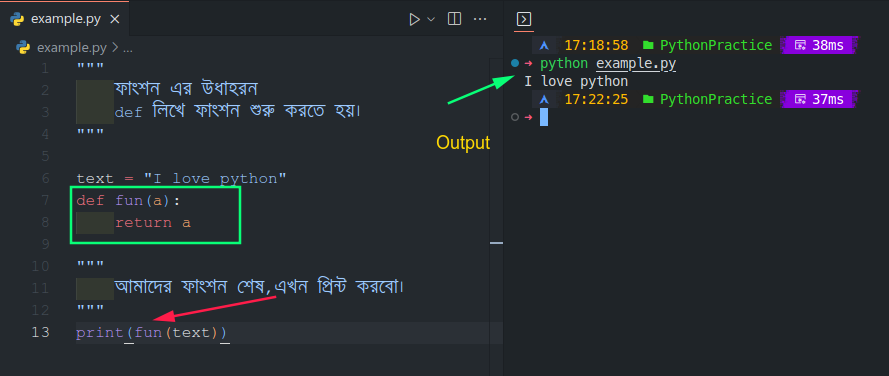 example.py
example.py > ...
1 """
2 ফাংশন এর উধাহরন
3 def লিখে ফাংশন শুরু করতে হয়।
4 """
5
6 text = "I love python"
7 def fun(a):
8 return a
9
10 """
11 আমাদের ফাংশন শেষ,এখন প্রিন্ট করবো।
12 """
13 print(fun(text))
Output
17:18:58 PythonPractice 38ms
python example.py
I love python
17:22:25 PythonPractice 37ms